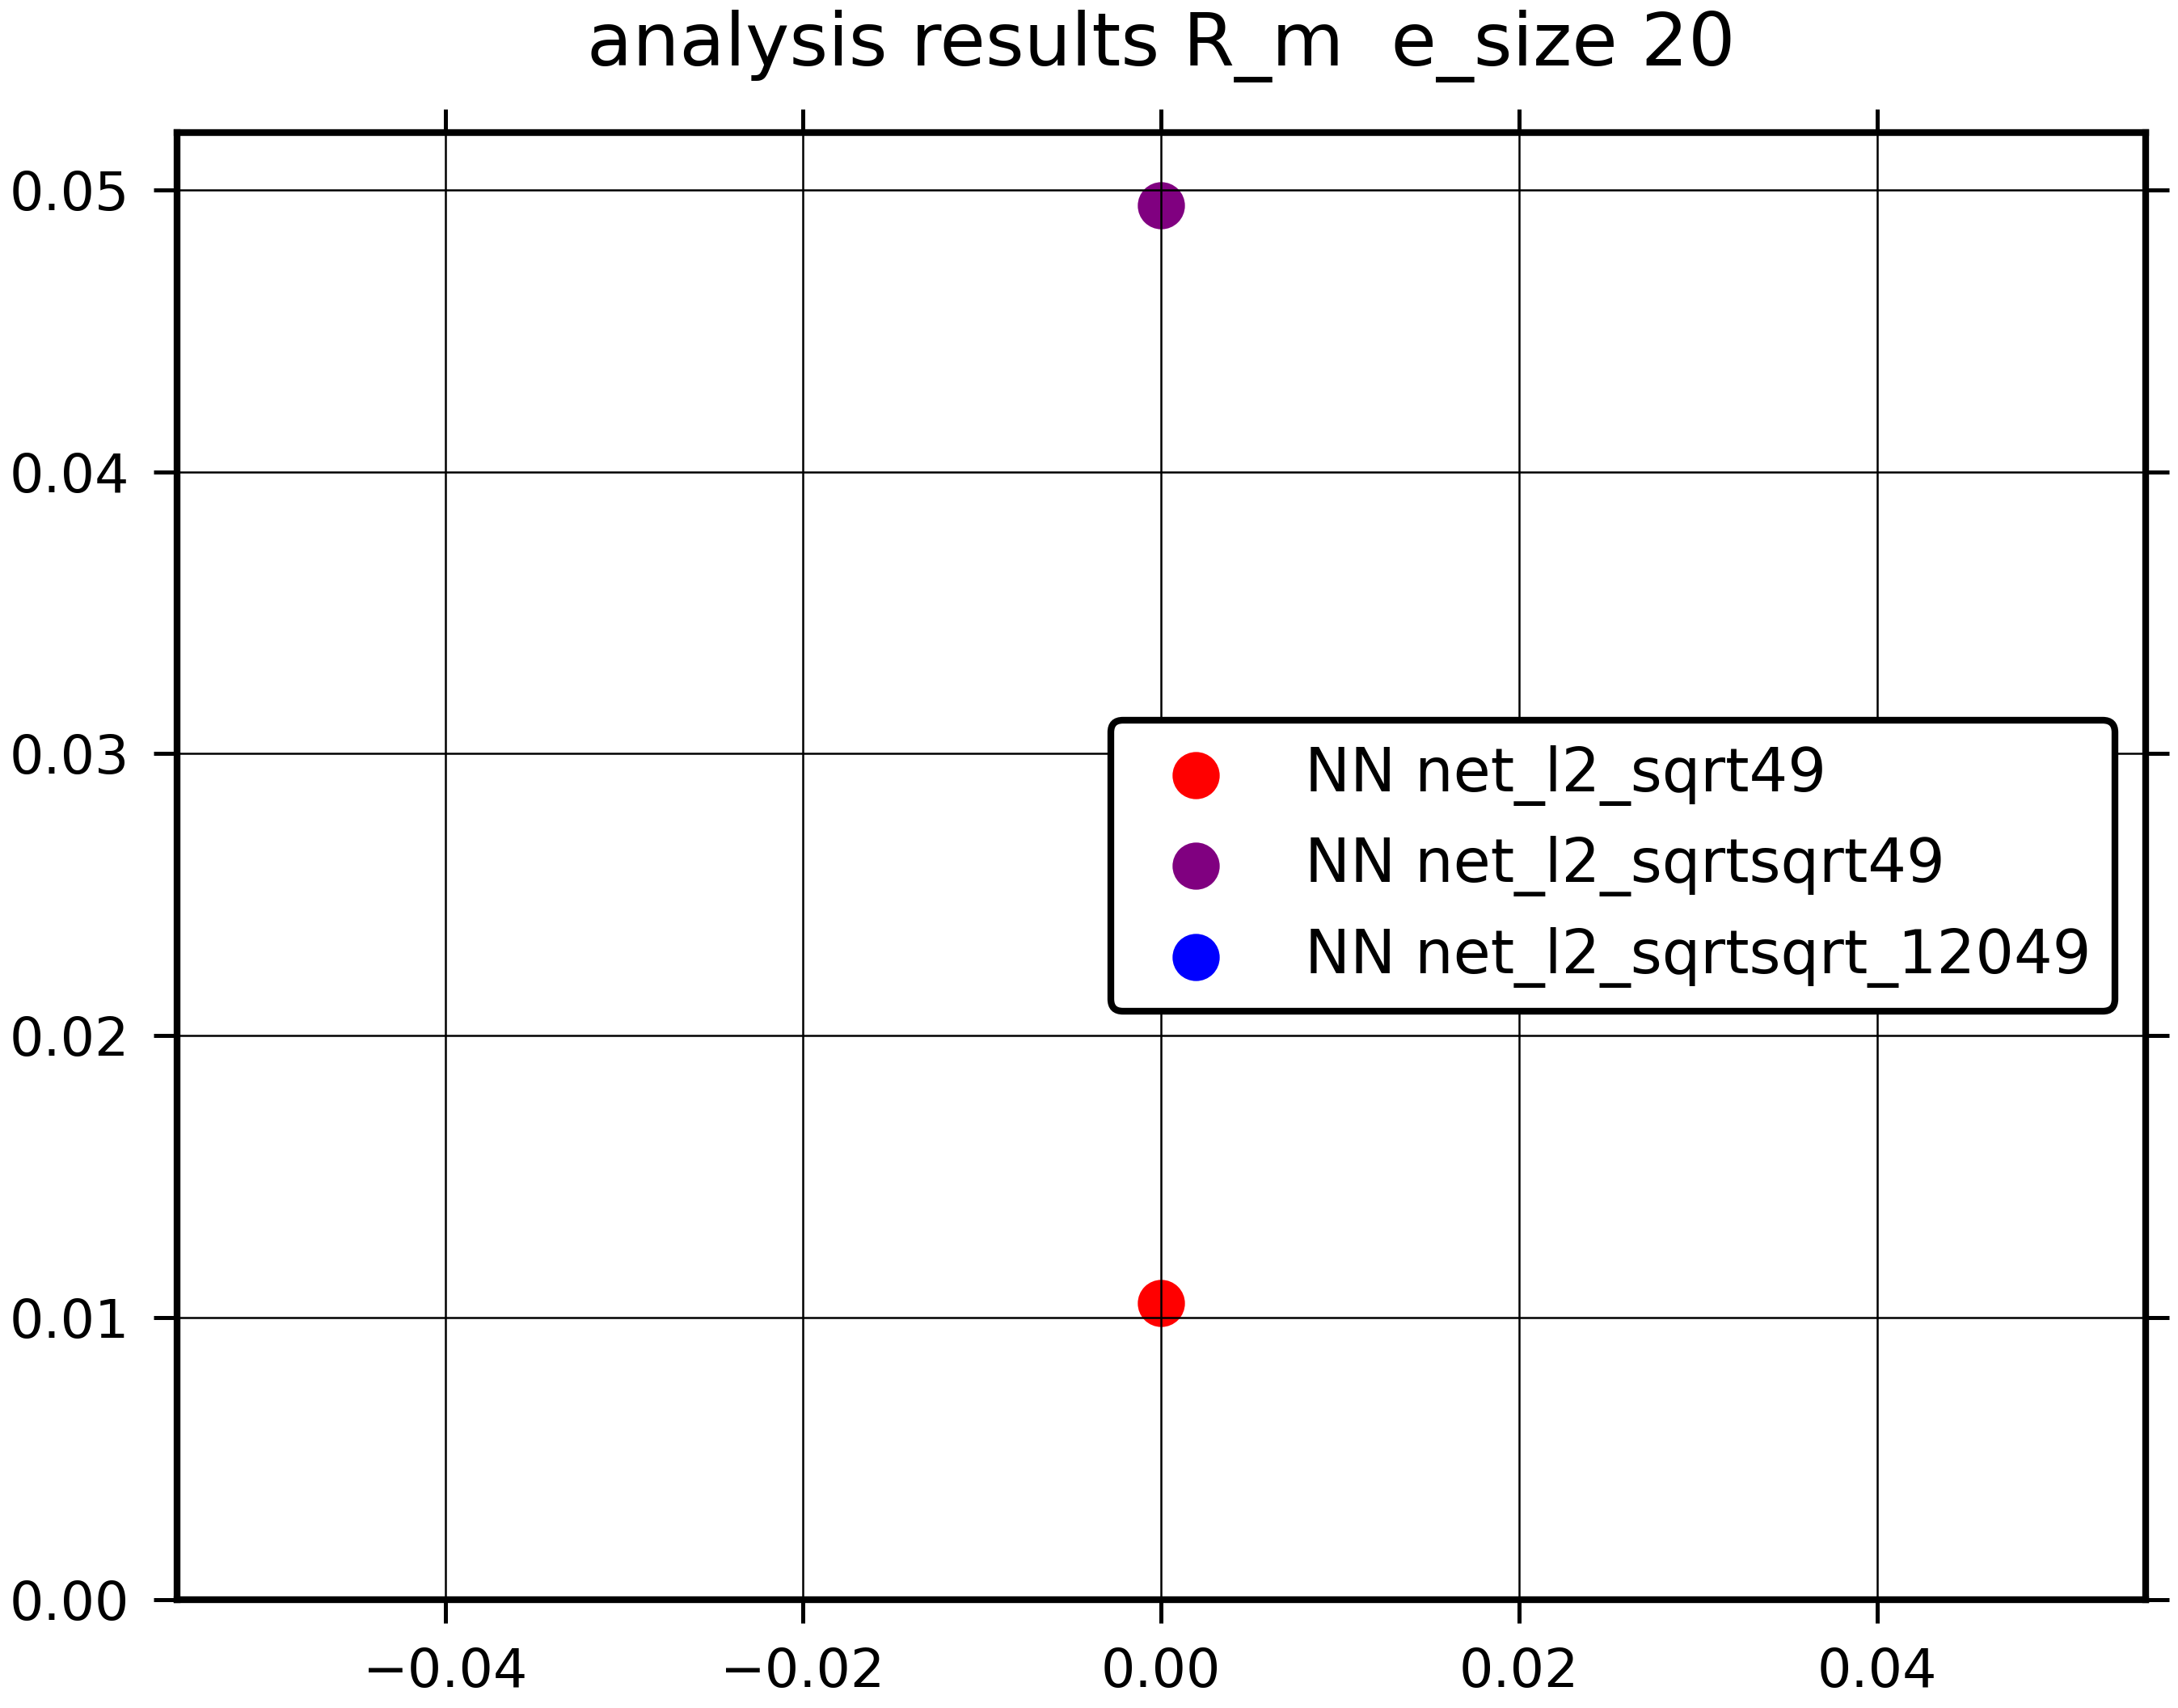 analysis results R_m  e_size 20
0.05
0.04
0.03
0.02
0.01
0.00
NN net_l2_sqrt49
NN net_l2_sqrtsqrt49
NN net_l2_sqrtsqrt_12049
−0.04 −0.02 0.00 0.02 0.04